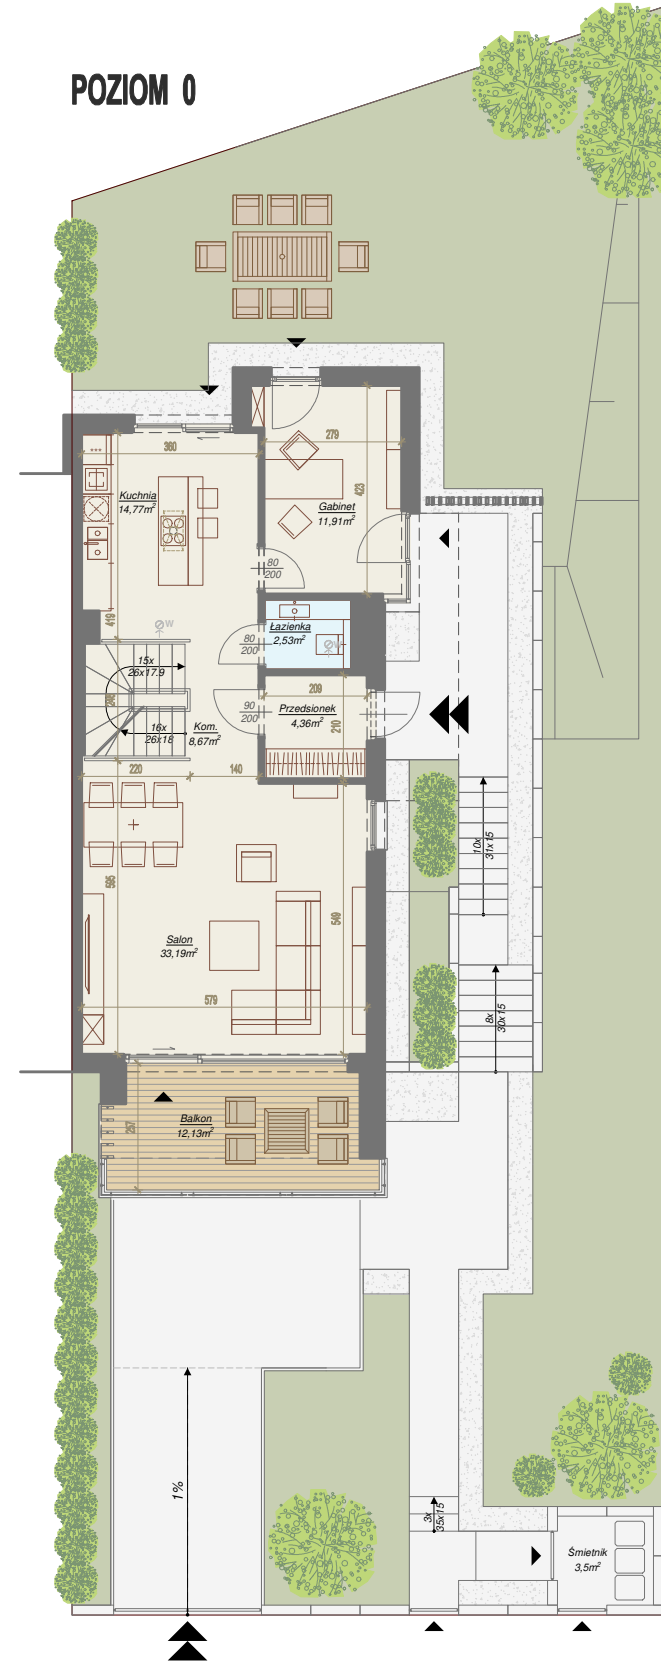 POZIOM 0
360
279
Kuchnia
14,77m²
423
Gabinet
11,91m²
80
200
419
W
Łazienka
2,53m²
W
80
200
15x
26x17.9
246
209
Przedsionek
4,36m²
90
200
210
16x
26x18
Kom.
8,67m²
220
140
10x
31x15
595
549
Salon
33,19m²
579
8x
30x15
Balkon
12,13m²
257
1%
3x
35x15
Śmietnik
3,5m²